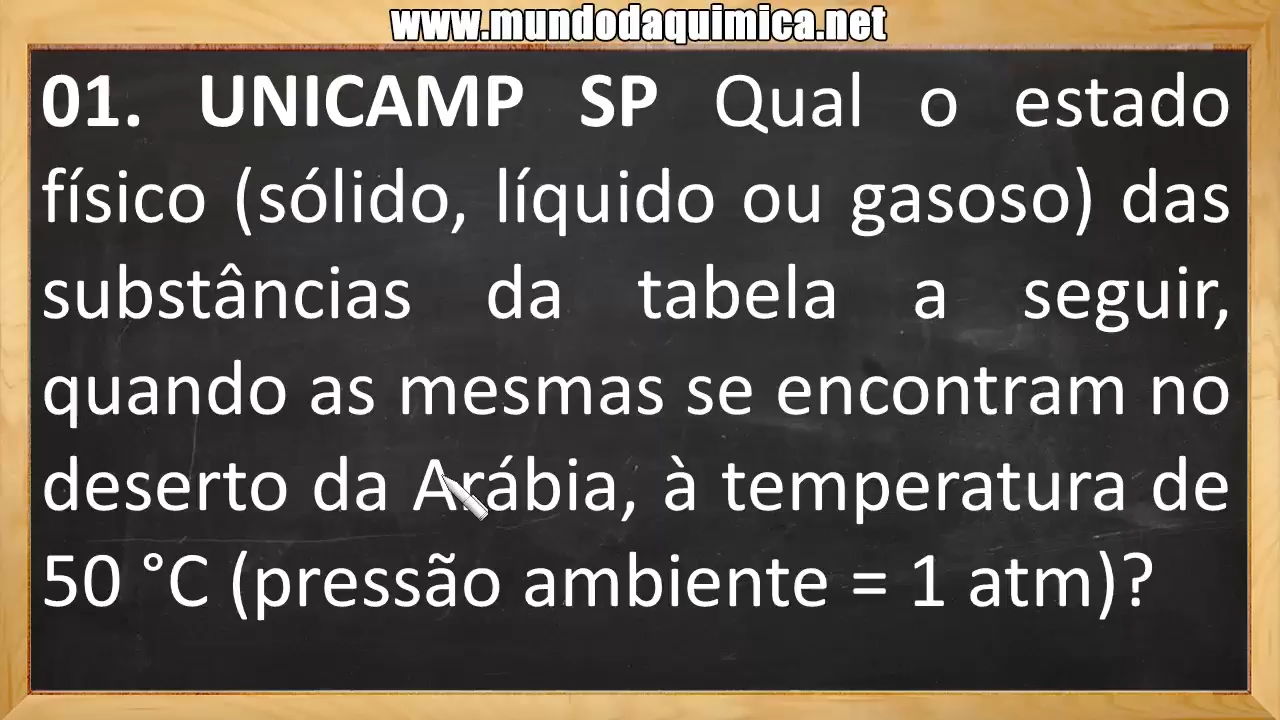 www.mundodaquimica.net
01. UNICAMP SP Qual o estado
físico (sólido, líquido ou gasoso) das
substâncias da tabela a seguir,
quando as mesmas se encontram no
deserto da Arábia, à temperatura de
50 °C (pressão ambiente = 1 atm)?